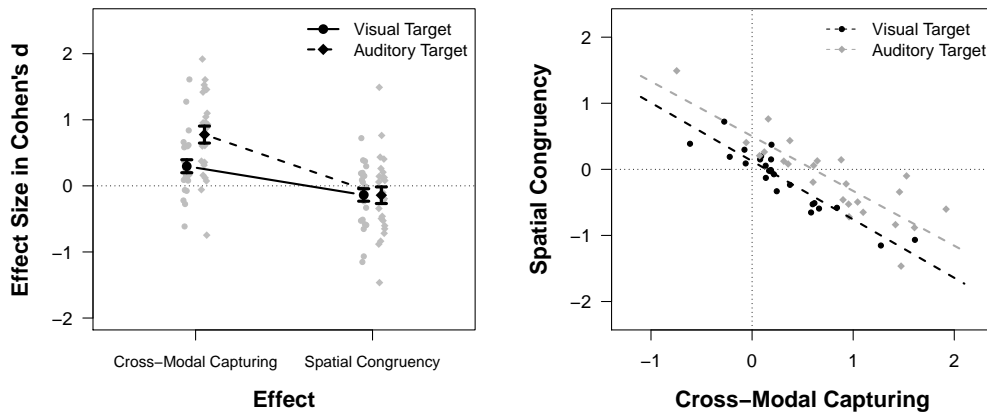 Effect Size in Cohen's d
2
1
0
−1
−2
Visual Target
Auditory Target
Cross−Modal Capturing
Spatial Congruency
Effect
Spatial Congruency
2
1
0
−1
−2
Visual Target
Auditory Target
−1
0
1
2
Cross−Modal Capturing